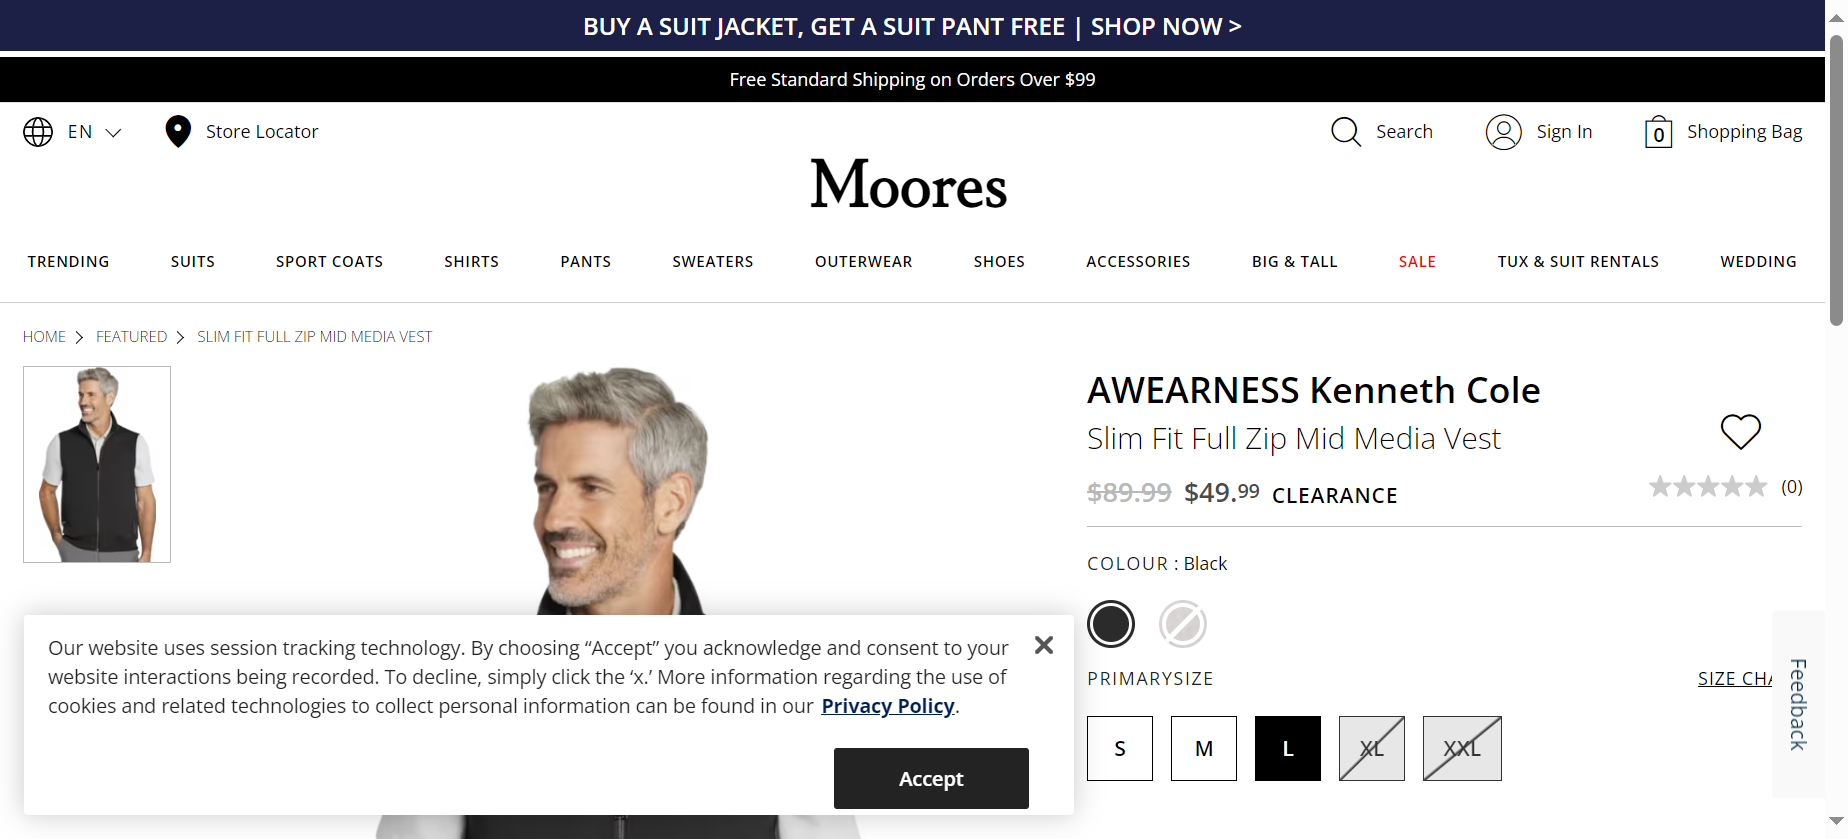 BUY A SUIT JACKET, GET A SUIT PANT FREE | SHOP NOW >
Free Standard Shipping on Orders Over $99
EN
Store Locator
Search
Sign In
0
Shopping Bag
Moores
TRENDING
SUITS
SPORT COATS
SHIRTS
PANTS
SWEATERS
OUTERWEAR
SHOES
ACCESSORIES
BIG & TALL
SALE
TUX & SUIT RENTALS
WEDDING
HOME > FEATURED > SLIM FIT FULL ZIP MID MEDIA VEST
AWEARNESS Kenneth Cole
Slim Fit Full Zip Mid Media Vest
$89.99 $49.99 CLEARANCE
(0)
COLOUR : Black
PRIMARYSIZE
SIZE CHA
S
M
L
XL
XXL
Feedback
Our website uses session tracking technology. By choosing “Accept” you acknowledge and consent to your
website interactions being recorded. To decline, simply click the ‘x.’ More information regarding the use of
cookies and related technologies to collect personal information can be found in our Privacy Policy.
Accept